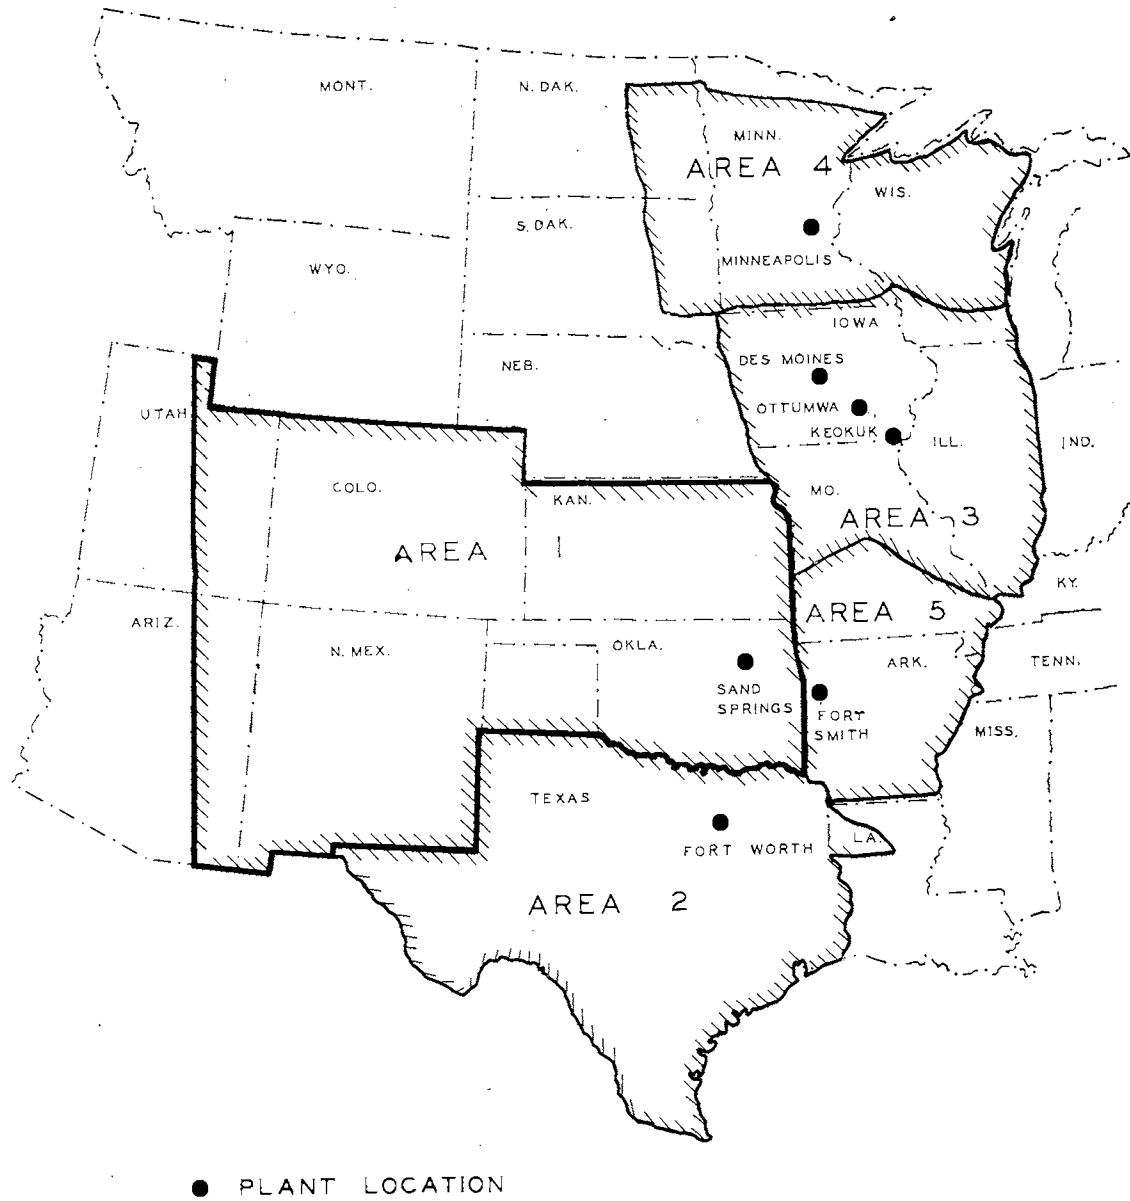 MONT.
N. DAK.
MINN.
AREA 4
WIS.
S. DAK.
MINNEAPOLIS
WYO.
IOWA
NEB.
DES MOINES
UTAH
OTTUMWA
KEOKUK
ILL.
IND.
COLO.
KAN.
MO.
AREA 3
AREA 1
KY.
AREA 5
ARIZ.
N. MEX.
OKLA.
ARK.
TENN.
SAND
SPRINGS
FORT
SMITH
MISS.
TEXAS
FORT WORTH
LA.
AREA 2
PLANT LOCATION